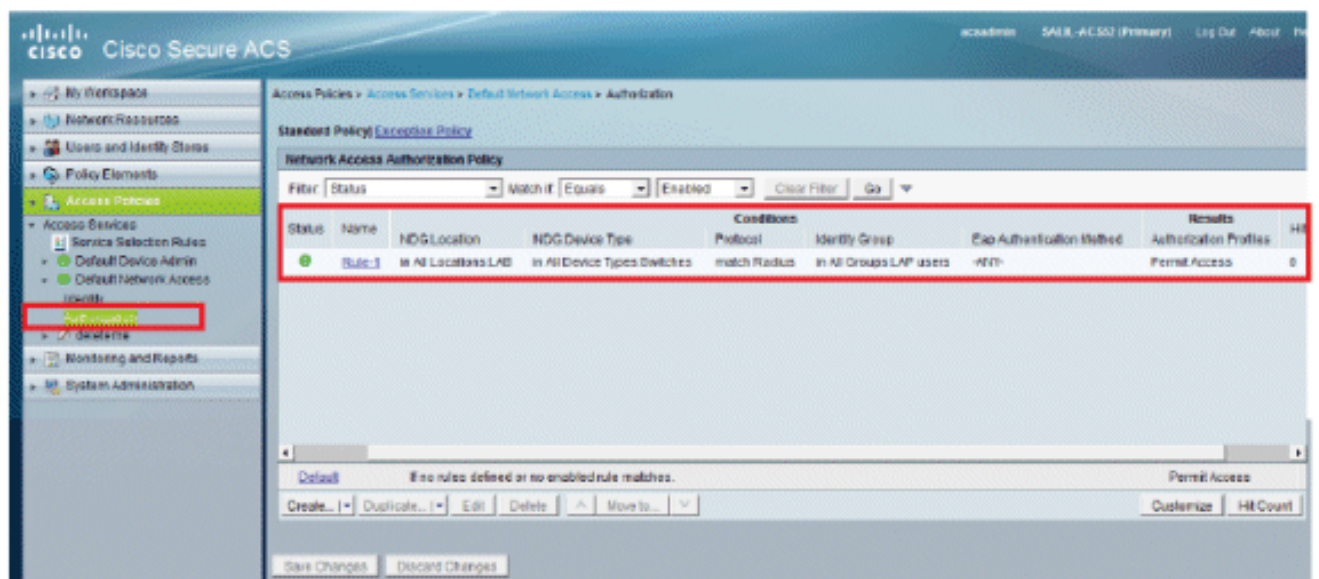 CISCO Cisco Secure ACS
acsadmin (Primary) Log Out About
My Workspace
Network Resources
Users and Identity Stores
Policy Elements
Access Policies
Access Services
Service Selection Rules
Default Device Admin
Default Network Access
Identity
Monitoring and Reports
System Administration
Access Policies > Access Services > Default Network Access > Authorization
Standard Policy| Exception Policy
Network Access Authorization Policy
Filter: Status Match if: Equals Enabled Clear Filter Go
Conditions Results
Status Name NDG:Location NDG:Device Type Protocol Identity Group Eap Authentication Method Authorization Profiles
Rule-1 in All Locations:LAB in All Device Types:Switches match Radius in All Groups:LAP users -ANY- Permit Access 0
Default If no rules defined or no enabled rule matches. Permit Access
Create... Duplicate... Edit Delete Move to... Customize Hit Count
Save Changes Discard Changes